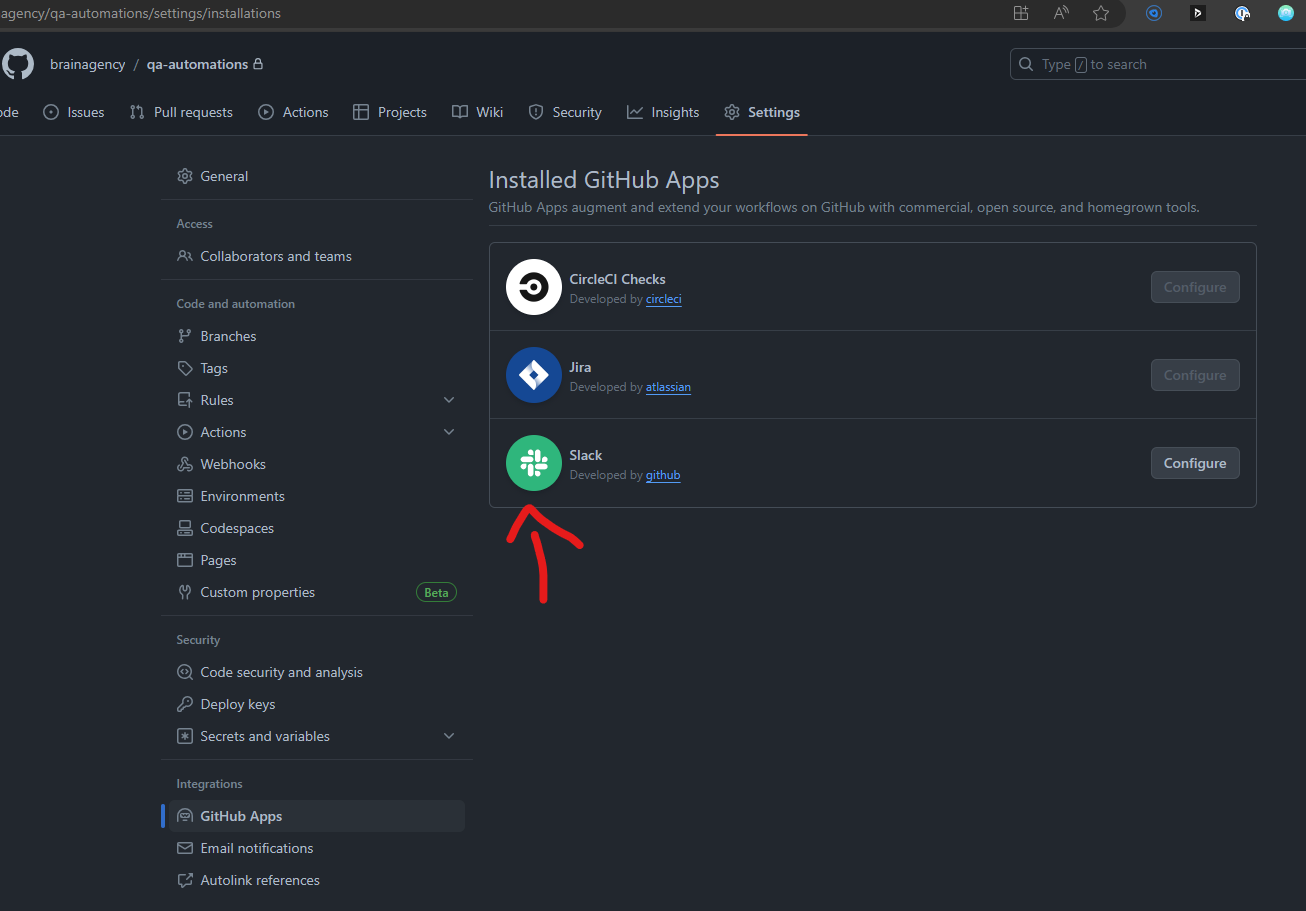 agency/qa-automations/settings/installations
brainagency / qa-automations
Type / to search
ode Issues Pull requests Actions Projects Wiki Security Insights Settings
General
Access
Collaborators and teams
Code and automation
Branches
Tags
Rules
Actions
Webhooks
Environments
Codespaces
Pages
Custom properties Beta
Security
Code security and analysis
Deploy keys
Secrets and variables
Integrations
GitHub Apps
Email notifications
Autolink references
Installed GitHub Apps
GitHub Apps augment and extend your workflows on GitHub with commercial, open source, and homegrown tools.
CircleCI Checks
Developed by circleci
Configure
Jira
Developed by atlassian
Configure
Slack
Developed by github
Configure